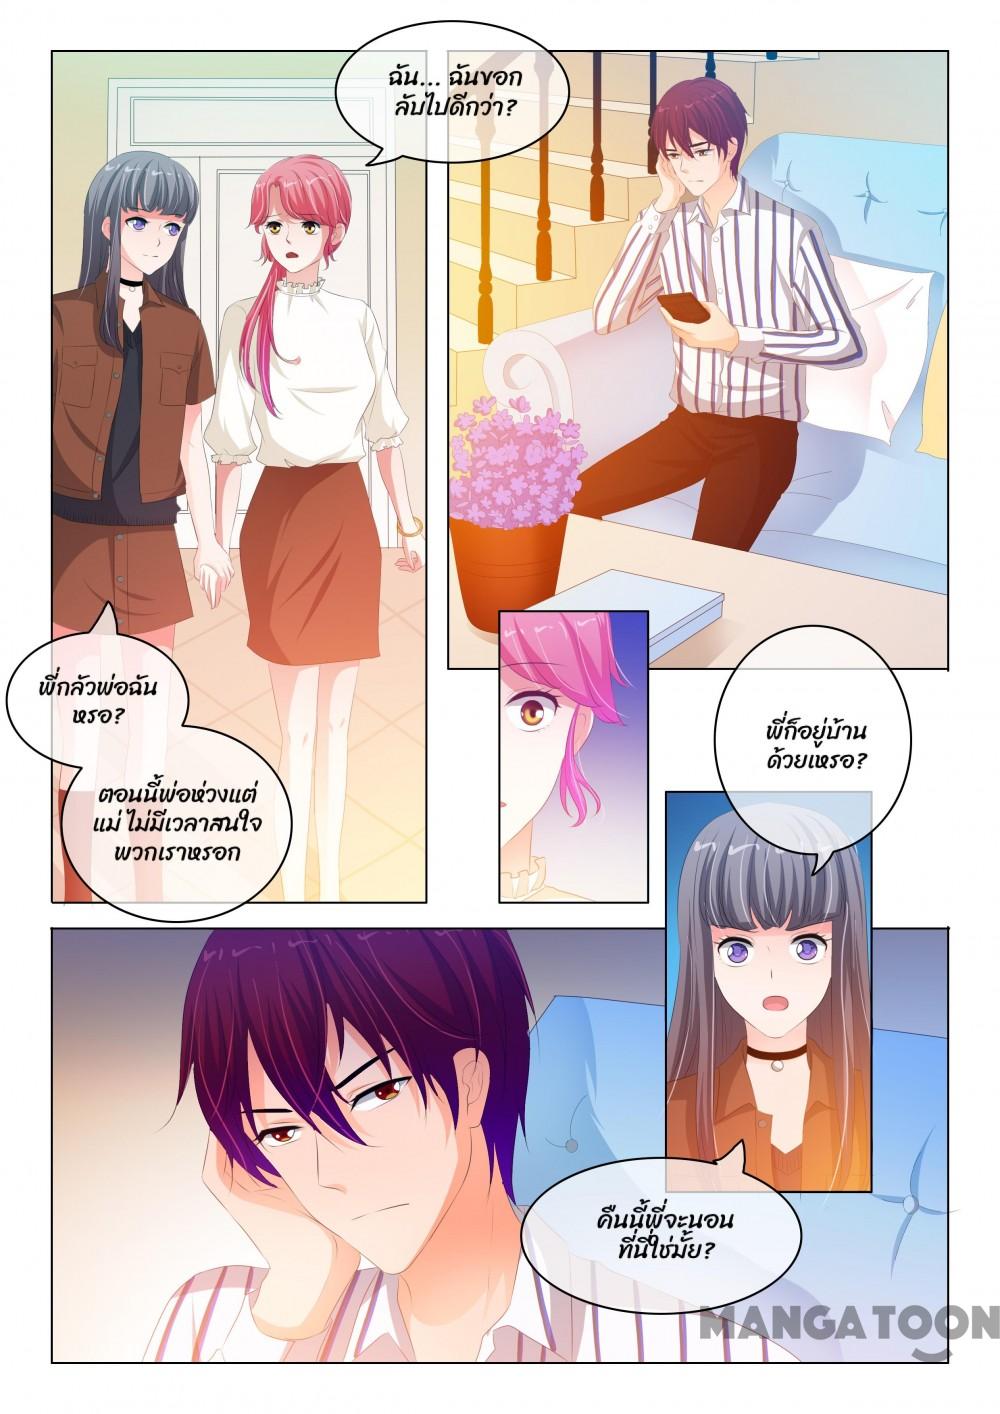 ฉัน... ฉันขอก
ลับไปดีกว่า?
พี่กลัวพ่อฉัน
หรอ?
ตอนนี้พ่อห่วงแต่
แม่ ไม่มีเวลาสนใจ
พวกเราหรอก
พี่ก็อยู่บ้าน
ด้วยเหรอ?
คืนนี้พี่จะนอน
ที่นี่ใช่มั้ย?
MANGATOON